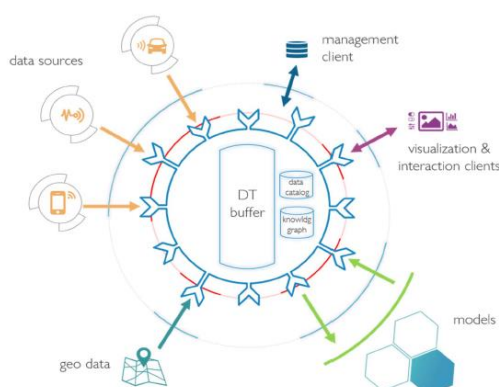 data sources
management
client
visualization &
interaction clients
DT
buffer
data
catalog
knowldg
graph
models
geo data